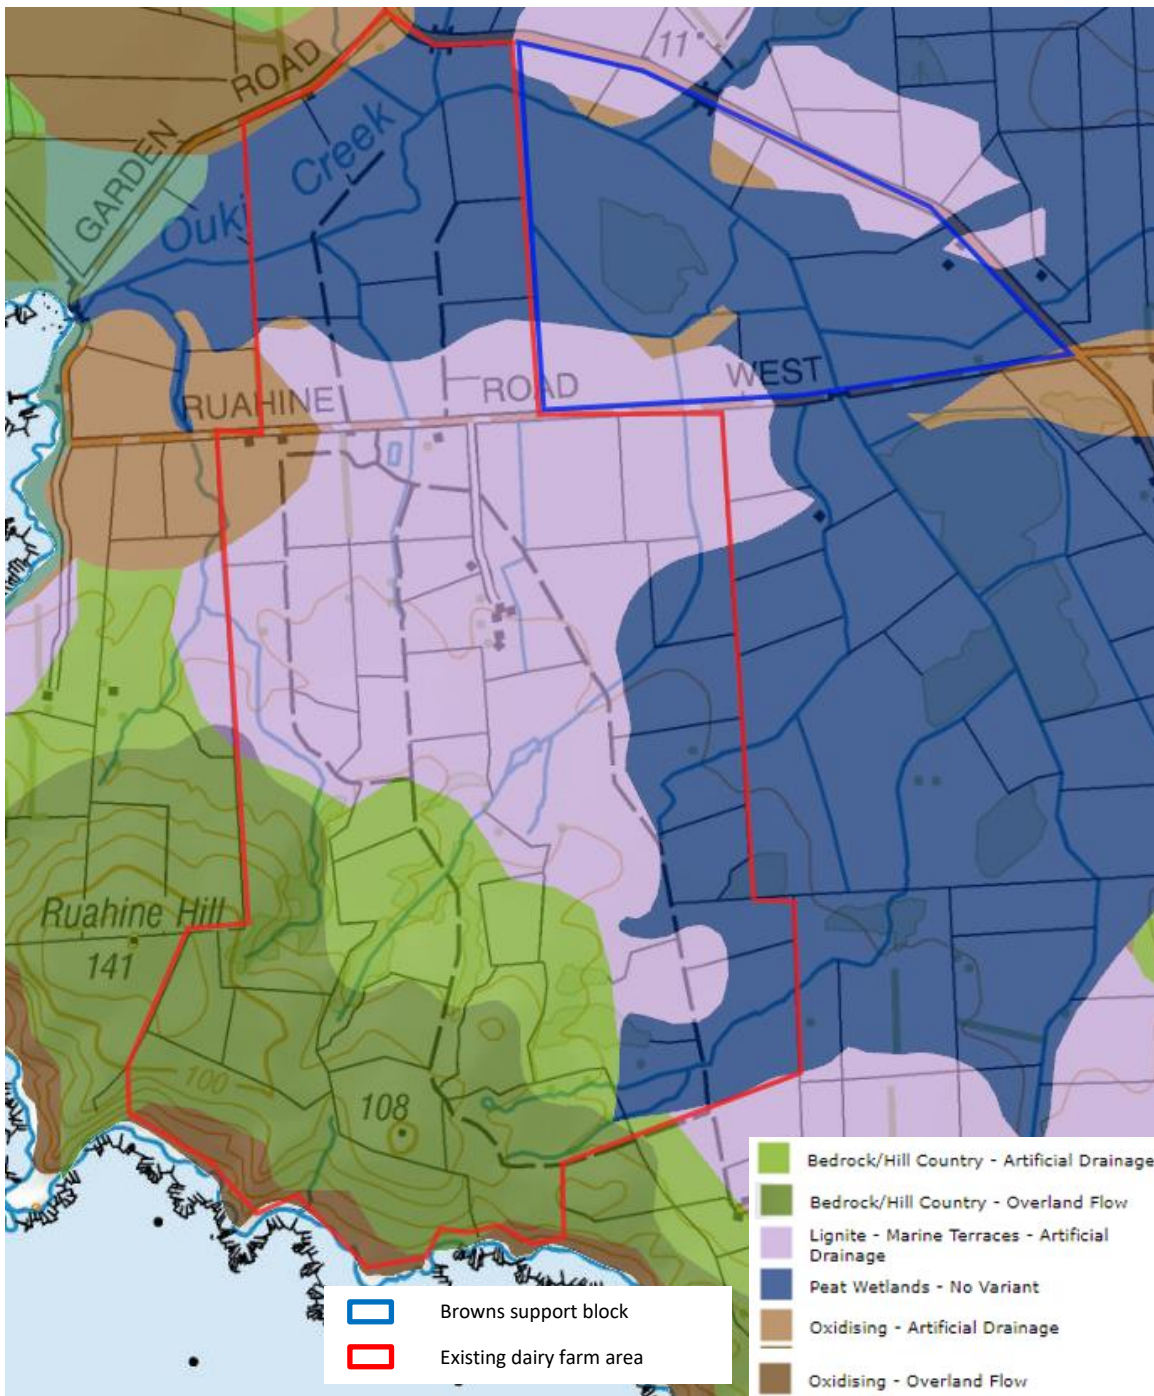 11
ROAD
GARDEN
Ouki Creek
RUAHINE ROAD WEST
Ruahine Hill
141
100
108
Bedrock/Hill Country - Artificial Drainage
Bedrock/Hill Country - Overland Flow
Lignite - Marine Terraces - Artificial
Drainage
Peat Wetlands - No Variant
Oxidising - Artificial Drainage
Oxidising - Overland Flow
Browns support block
Existing dairy farm area